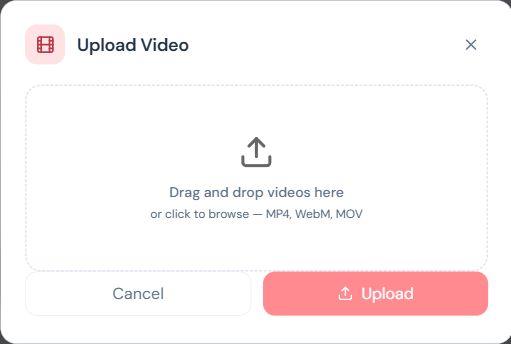 Upload Video
Drag and drop videos here
or click to browse — MP4, WebM, MOV
Cancel
Upload